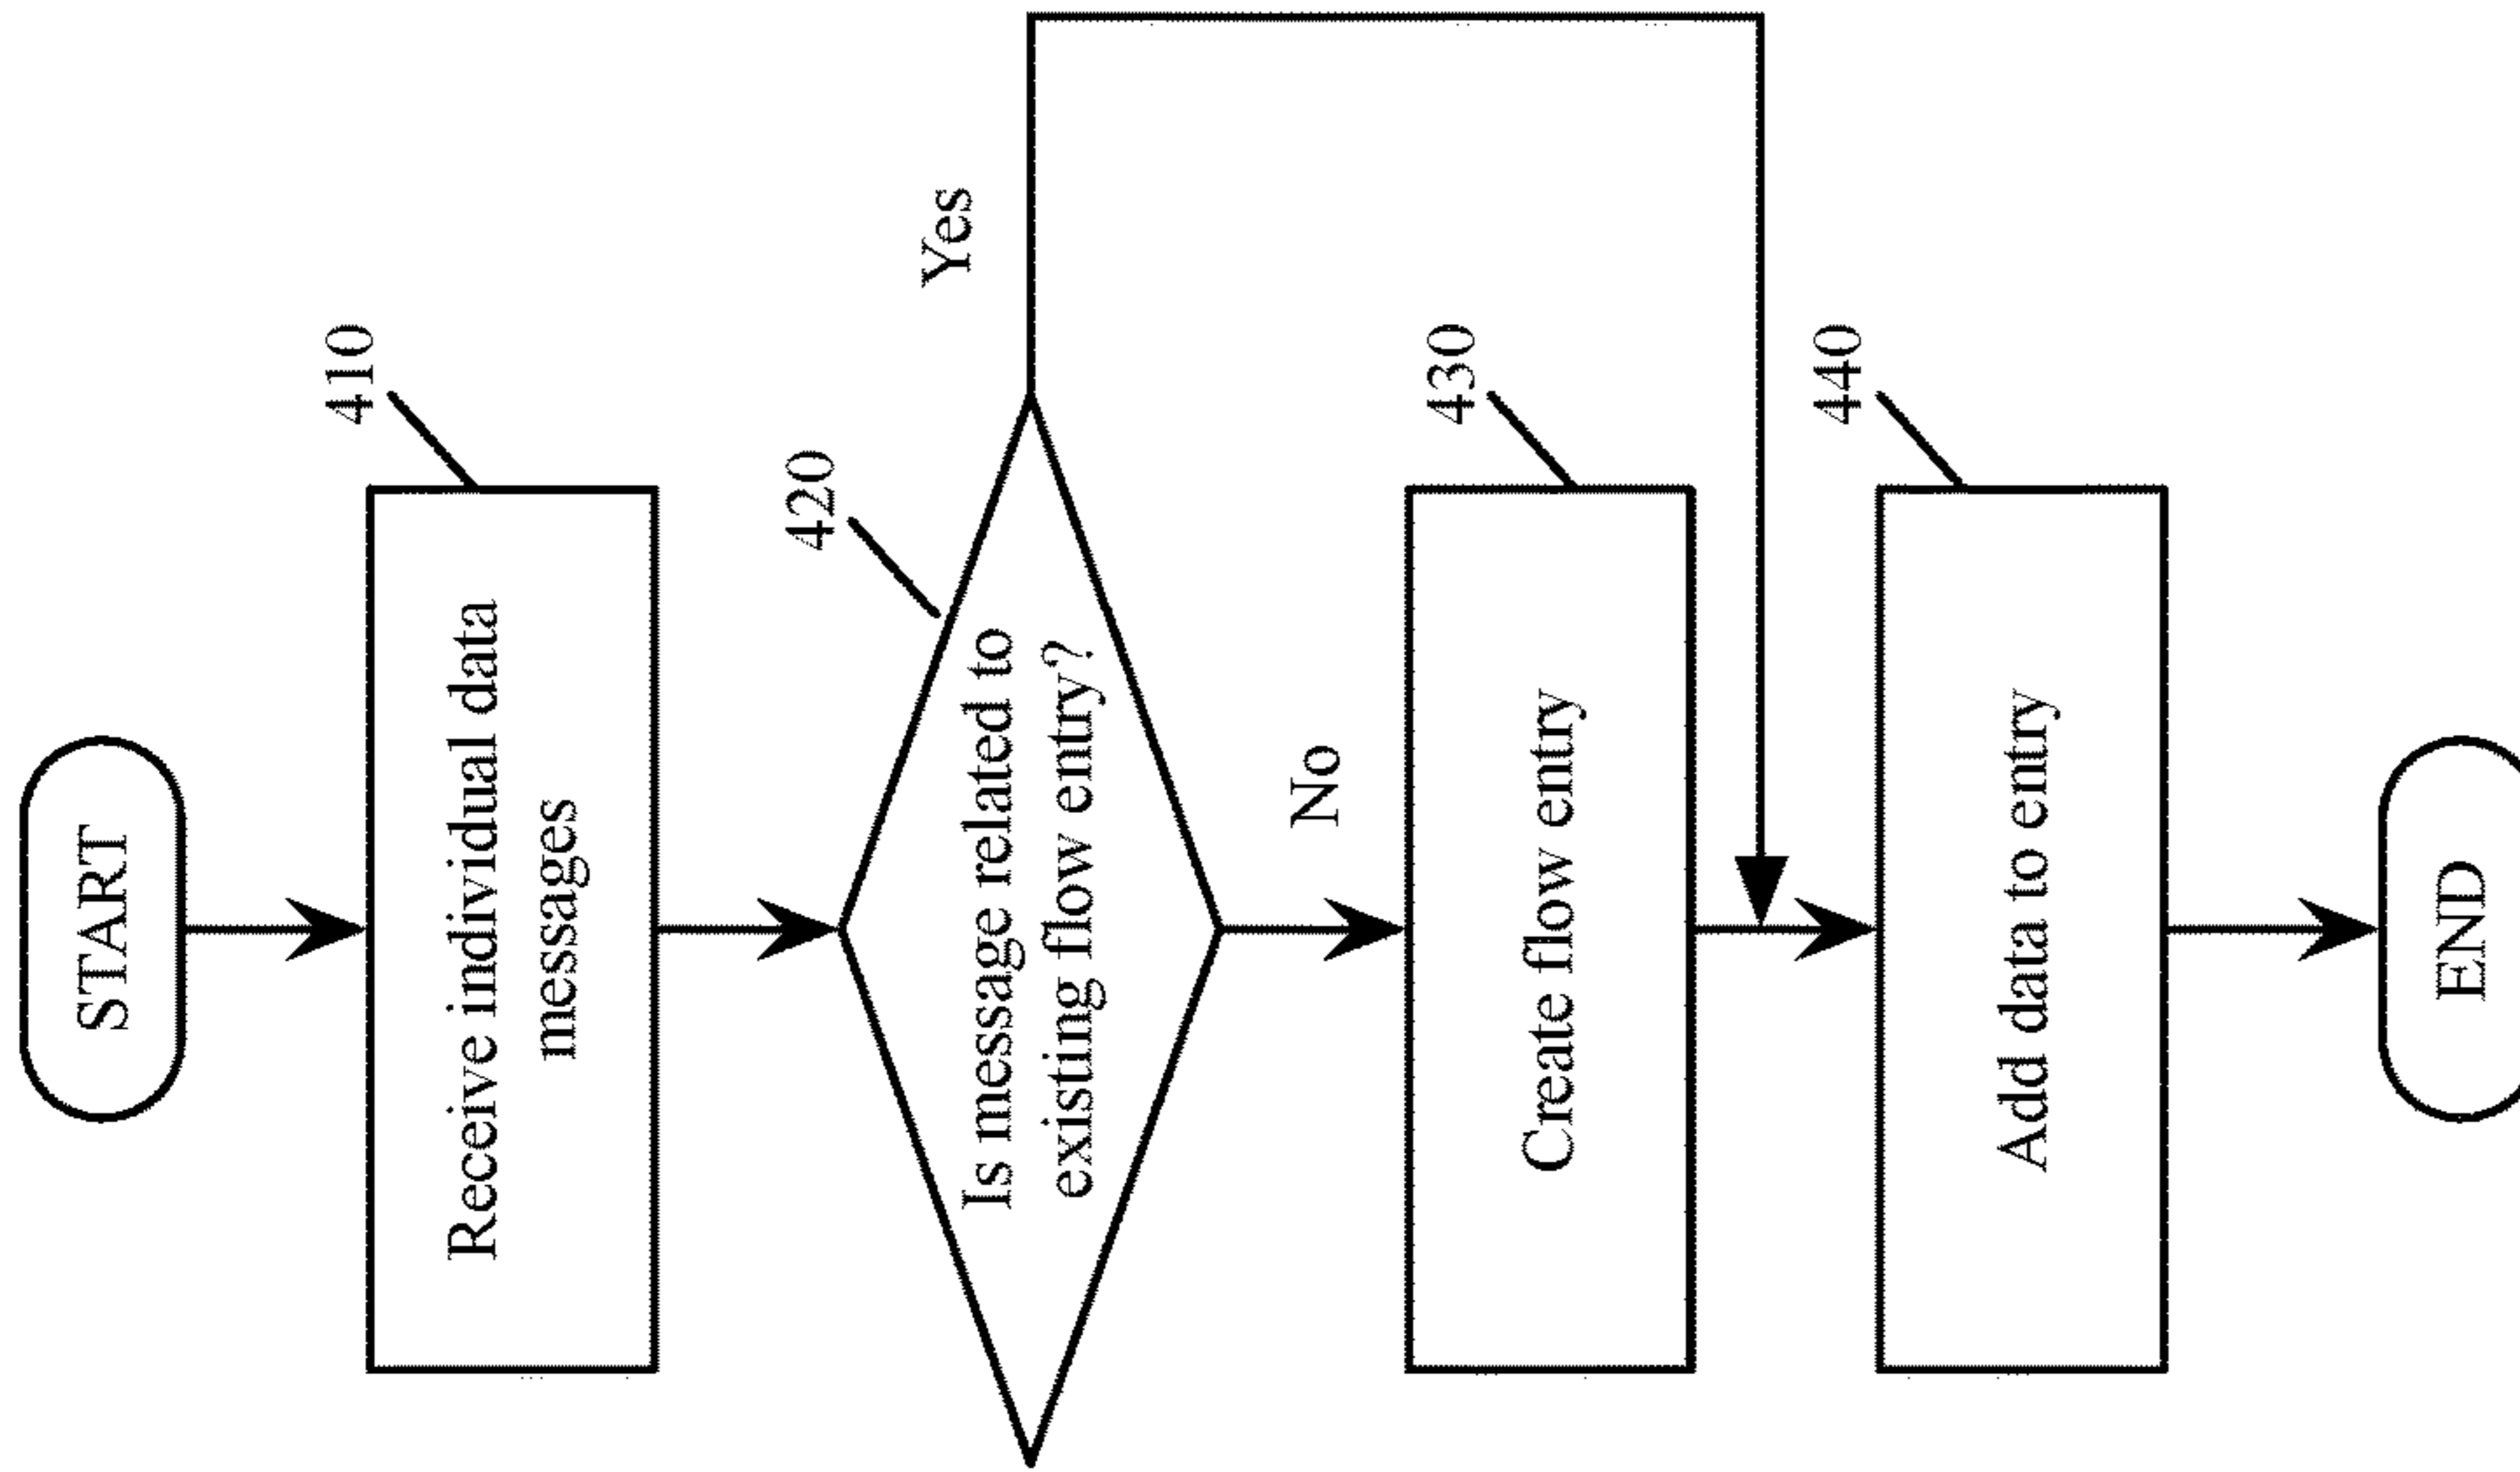 START
410
Receive individual data
messages
420
Is message related to
existing flow entry?
Yes
No
430
Create flow entry
440
Add data to entry
END